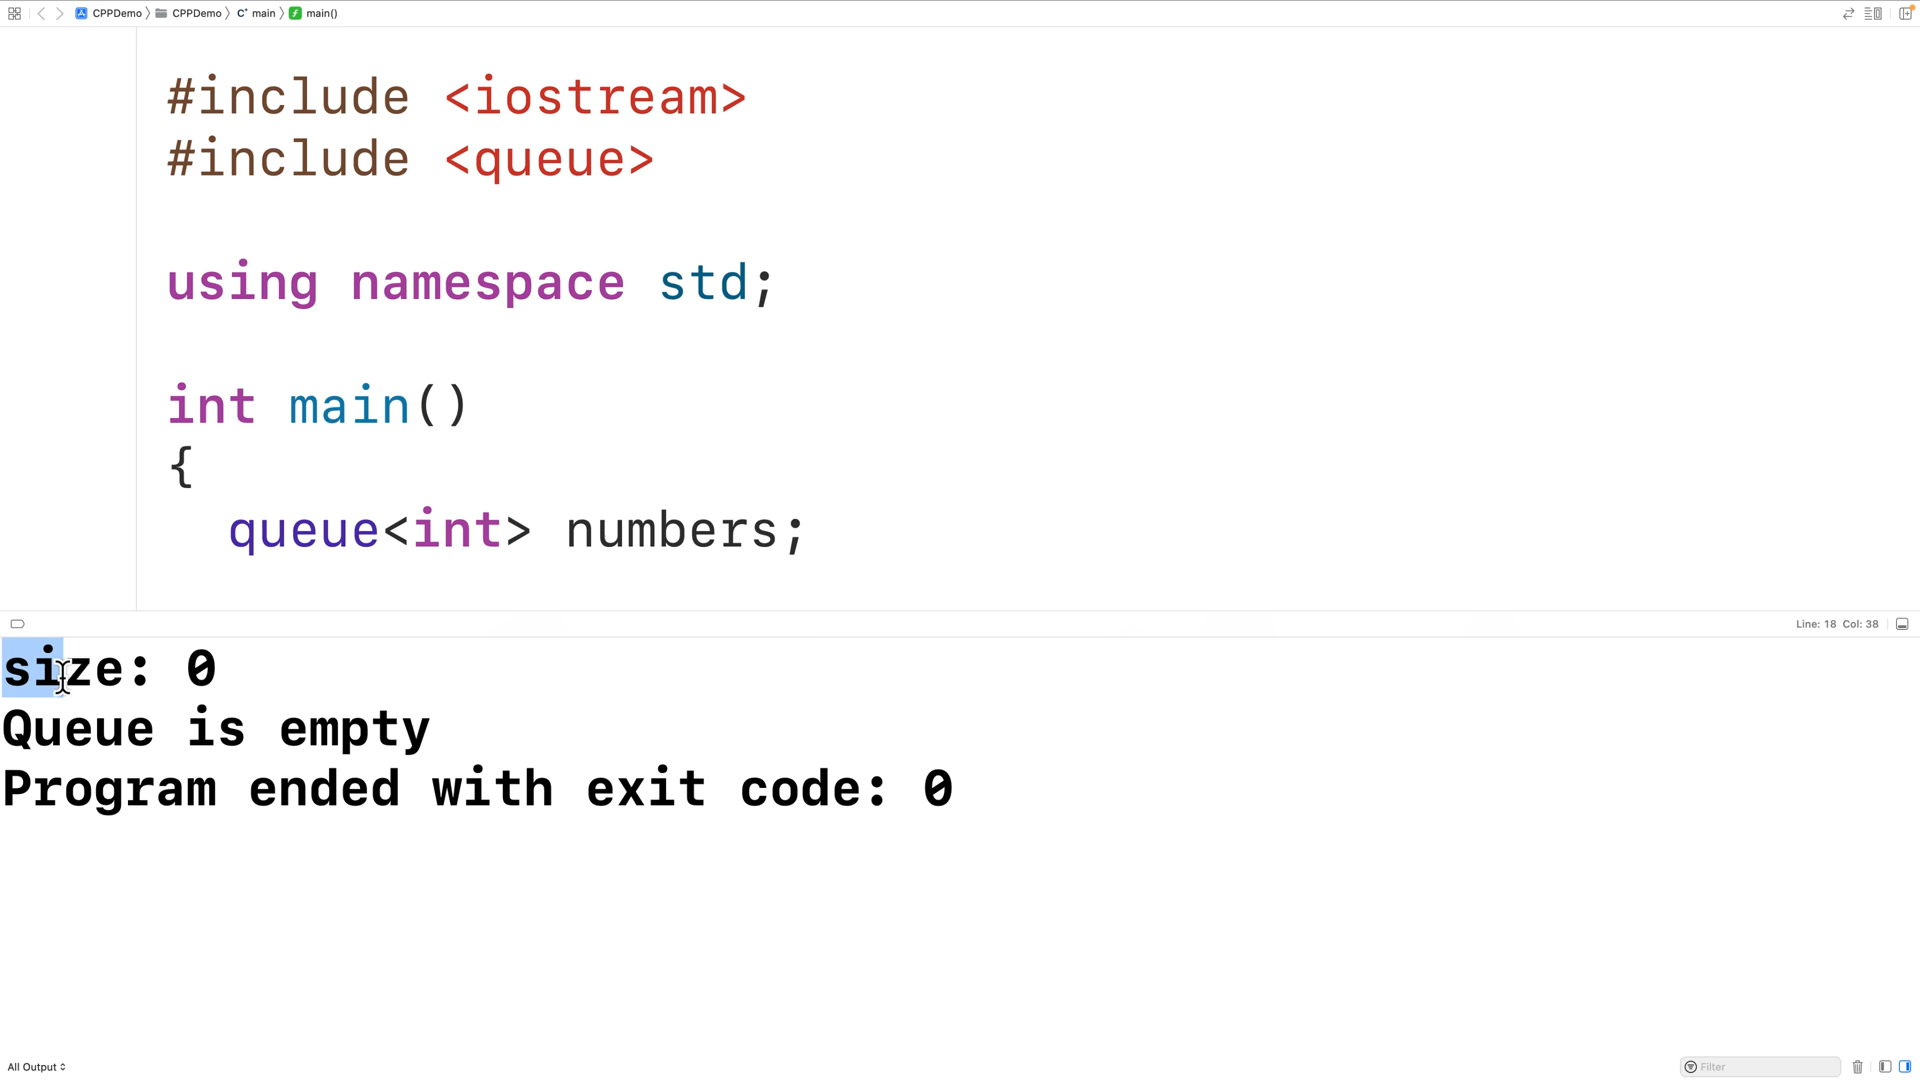 CPPDemo CPPDemo main main()
#include <iostream>
#include <queue>
using namespace std;
int main()
{
queue<int> numbers;
Line: 18 Col: 38
size: 0
Queue is empty
Program ended with exit code: 0
All Output
Filter